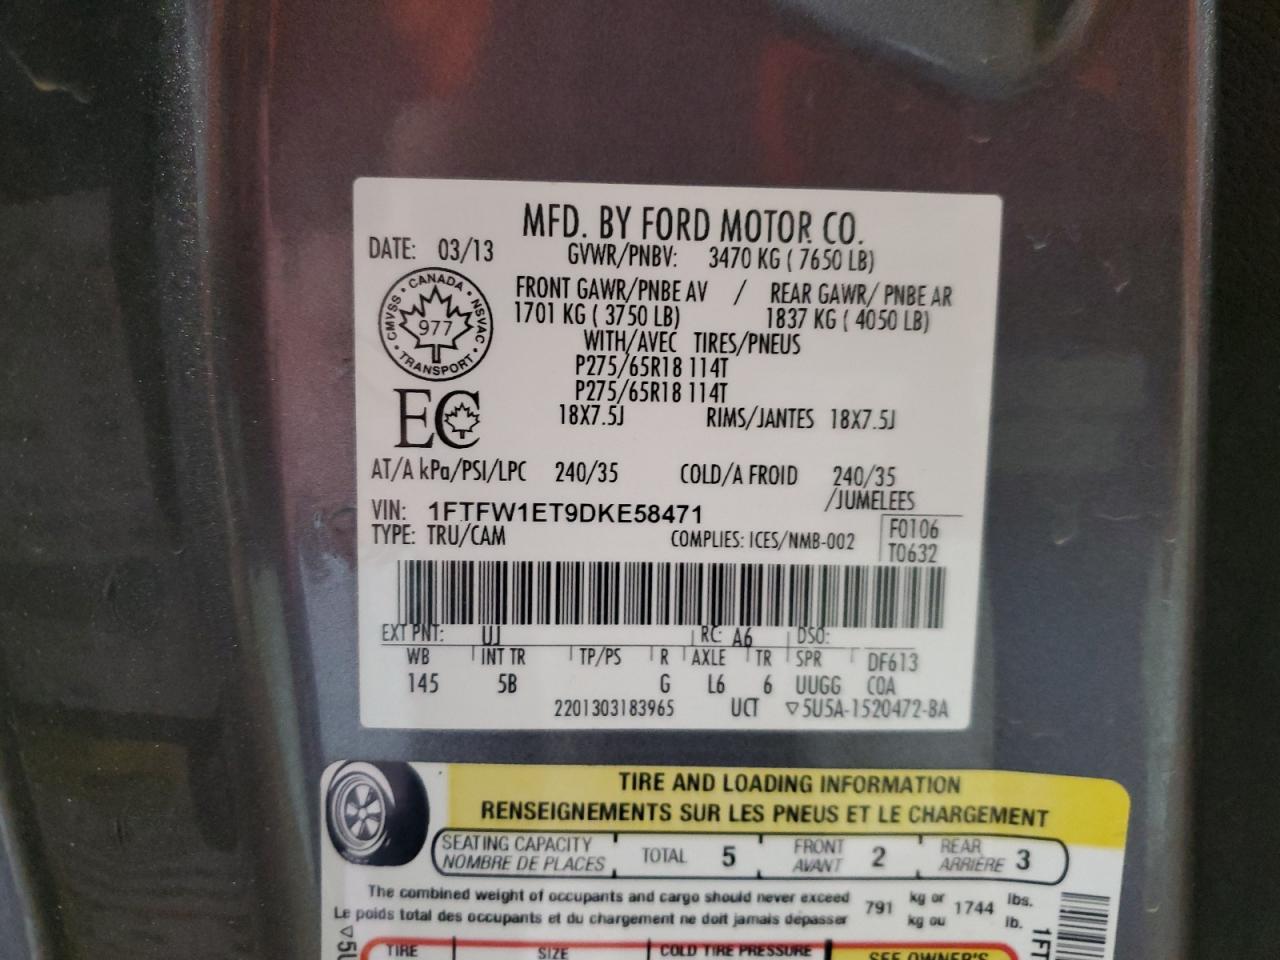 MFD. BY FORD MOTOR CO.
DATE: 03/13
GVWR/PNBV: 3470 KG ( 7650 LB)
FRONT GAWR/PNBE AV / REAR GAWR/ PNBE AR
1701 KG ( 3750 LB) 1837 KG ( 4050 LB)
WITH/AVEC TIRES/PNEUS
P275/65R18 114T
P275/65R18 114T
18X7.5J RIMS/JANTES 18X7.5J
CANADA
CMVSS NSVAC
977
TRANSPORT
EC
AT/A kPa/PSI/LPC 240/35 COLD/A FROID 240/35
/JUMELEES
VIN: 1FTFW1ET9DKE58471
TYPE: TRU/CAM COMPLIES: ICES/NMB-002
F0106
T0632
EXT PNT: UJ RC: A6 DSO:
WB INT TR TP/PS R AXLE TR SPR DF613
145 5B G L6 6 UUGG COA
2201303183965 UCT ▽5U5A-1520472-BA
TIRE AND LOADING INFORMATION
RENSEIGNEMENTS SUR LES PNEUS ET LE CHARGEMENT
SEATING CAPACITY TOTAL 5 FRONT 2 REAR 3
NOMBRE DE PLACES AVANT ARRIÈRE
The combined weight of occupants and cargo should never exceed 791 kg or 1744 lbs.
Le poids total des occupants et du chargement ne doit jamais dépasser kg ou lb.
TIRE SIZE COLD TIRE PRESSURE SEE OWNER'S
▽5U
1FT